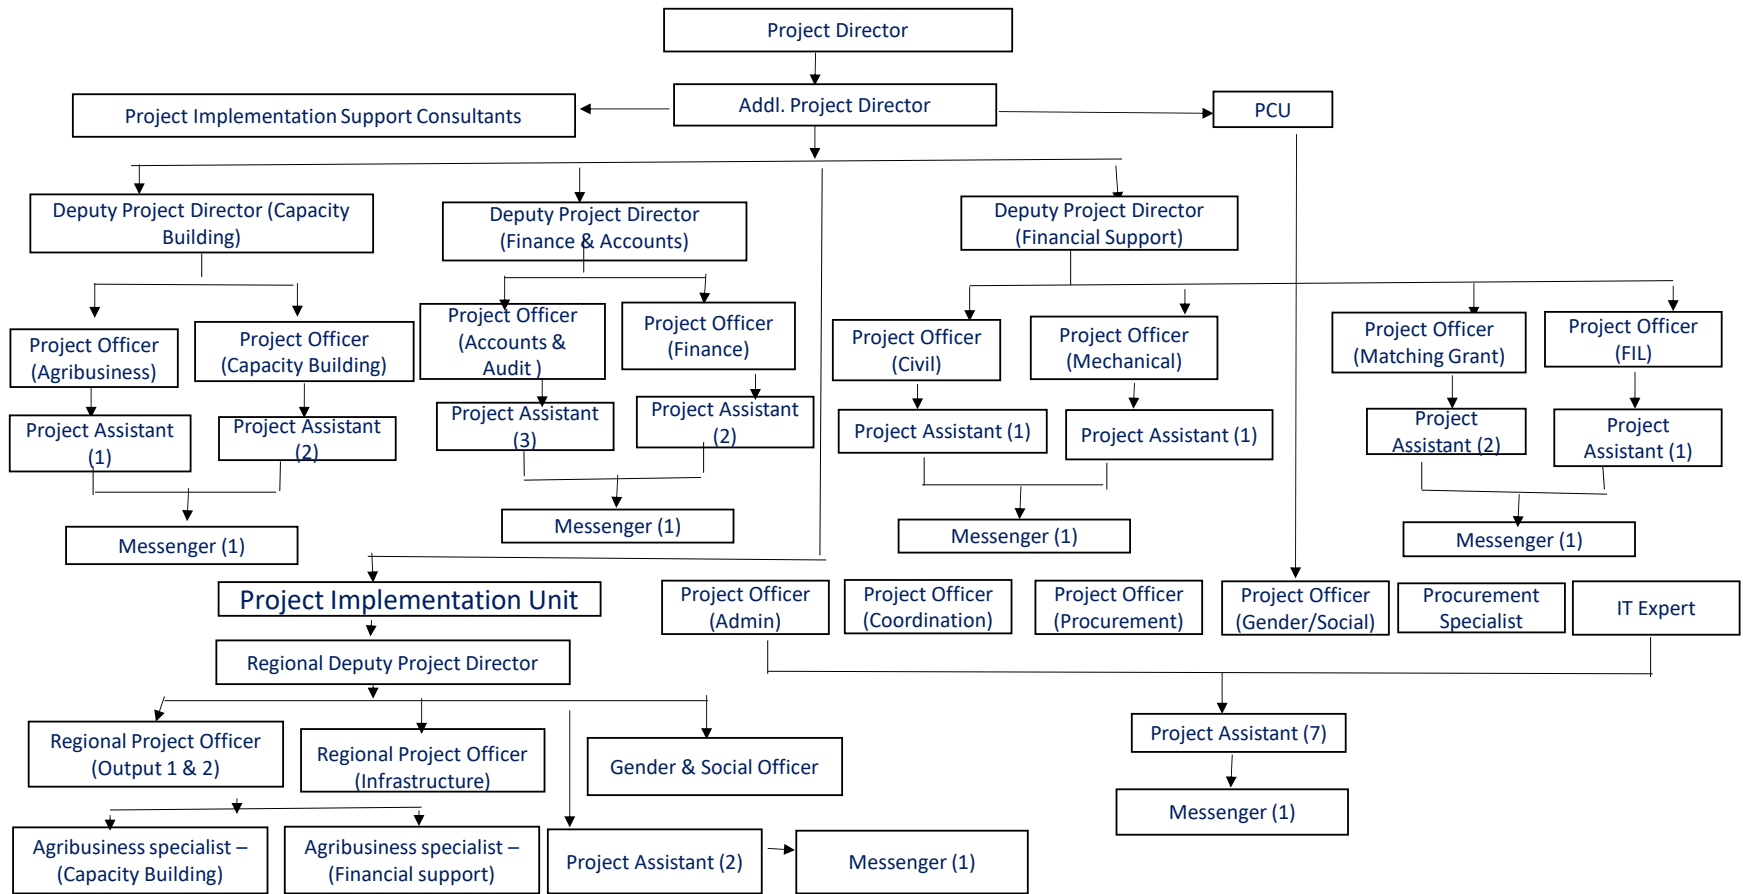 Project Director
Addl. Project Director
Project Implementation Support Consultants
PCU
Deputy Project Director (Capacity
Building)
Deputy Project Director
(Finance & Accounts)
Deputy Project Director
(Financial Support)
Project Officer
(Agribusiness)
Project Officer
(Capacity Building)
Project Officer
(Accounts &
Audit )
Project Officer
(Finance)
Project Officer
(Civil)
Project Officer
(Mechanical)
Project Officer
(Matching Grant)
Project Officer
(FIL)
Project Assistant
(1)
Project Assistant
(2)
Project Assistant
(3)
Project Assistant
(2)
Project Assistant (1)
Project Assistant (1)
Project
Assistant (2)
Project
Assistant (1)
Messenger (1)
Messenger (1)
Messenger (1)
Messenger (1)
Project Implementation Unit
Project Officer
(Admin)
Project Officer
(Coordination)
Project Officer
(Procurement)
Project Officer
(Gender/Social)
Procurement
Specialist
IT Expert
Regional Deputy Project Director
Regional Project Officer
(Output 1 & 2)
Regional Project Officer
(Infrastructure)
Gender & Social Officer
Project Assistant (7)
Messenger (1)
Agribusiness specialist –
(Capacity Building)
Agribusiness specialist –
(Financial support)
Project Assistant (2)
Messenger (1)